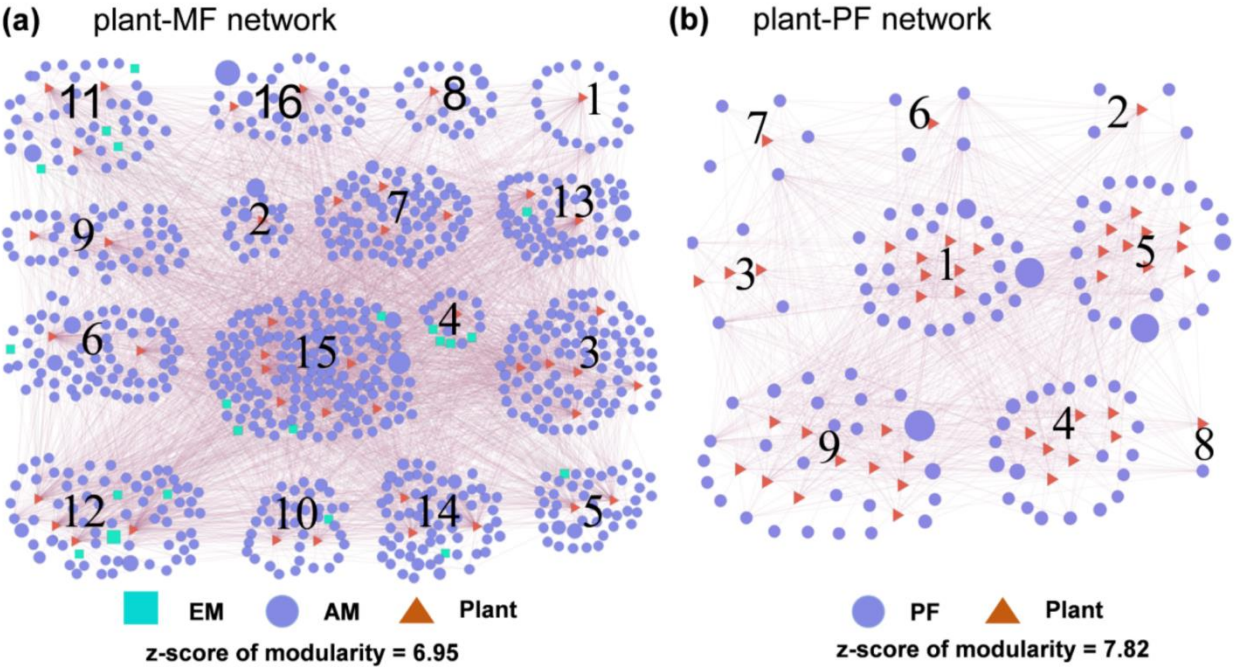 (a) plant-MF network
(b) plant-PF network
11 16 8 1
9 2 7 13
6 15 4 3
12 10 14 5
EM AM Plant
z-score of modularity = 6.95
7 6 2
3 1 5
9 4 8
PF Plant
z-score of modularity = 7.82